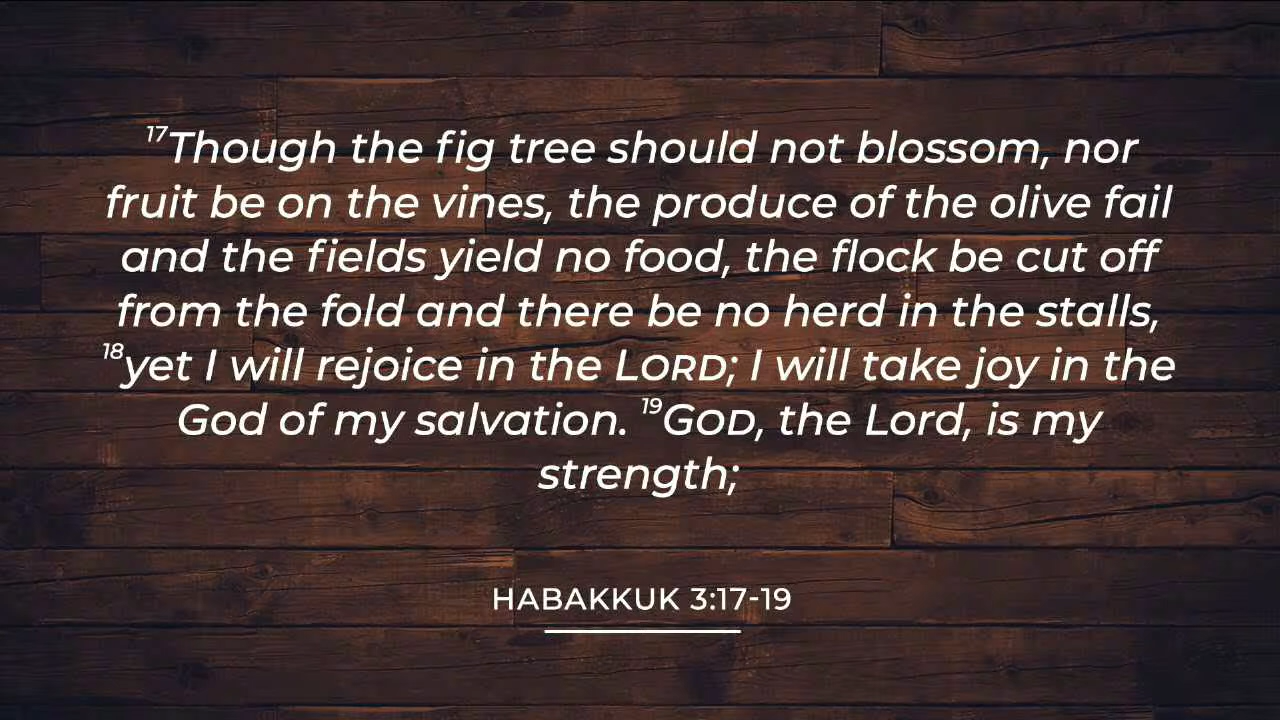 ¹⁷Though the fig tree should not blossom, nor
fruit be on the vines, the produce of the olive fail
and the fields yield no food, the flock be cut off
from the fold and there be no herd in the stalls,
¹⁸yet I will rejoice in the LORD; I will take joy in the
God of my salvation. ¹⁹GOD, the Lord, is my
strength;
HABAKKUK 3:17-19